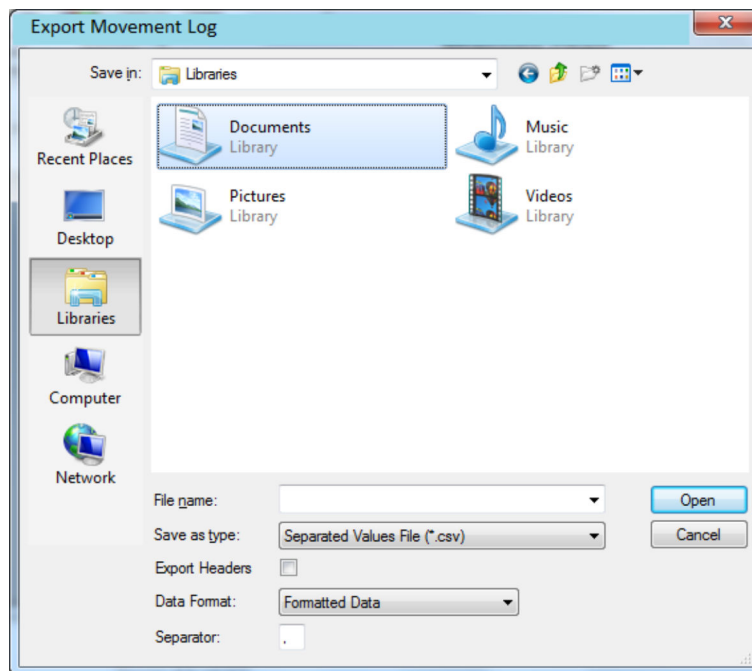 Export Movement Log
Save in: Libraries
Recent Places
Desktop
Libraries
Computer
Network
Documents
Library
Music
Library
Pictures
Library
Videos
Library
File name:
Open
Save as type: Separated Values File (*.csv)
Cancel
Export Headers
Data Format: Formatted Data
Separator: .